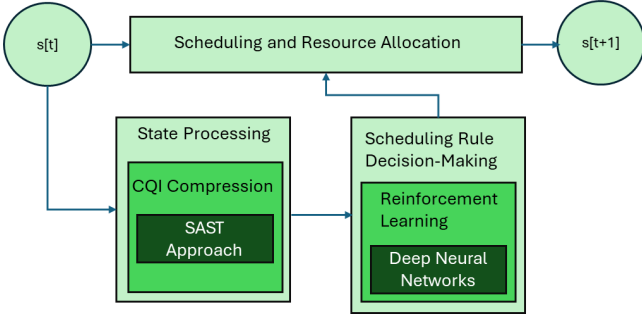 s[t]
Scheduling and Resource Allocation
s[t+1]
State Processing
CQI Compression
SAST
Approach
Scheduling Rule
Decision-Making
Reinforcement
Learning
Deep Neural
Networks